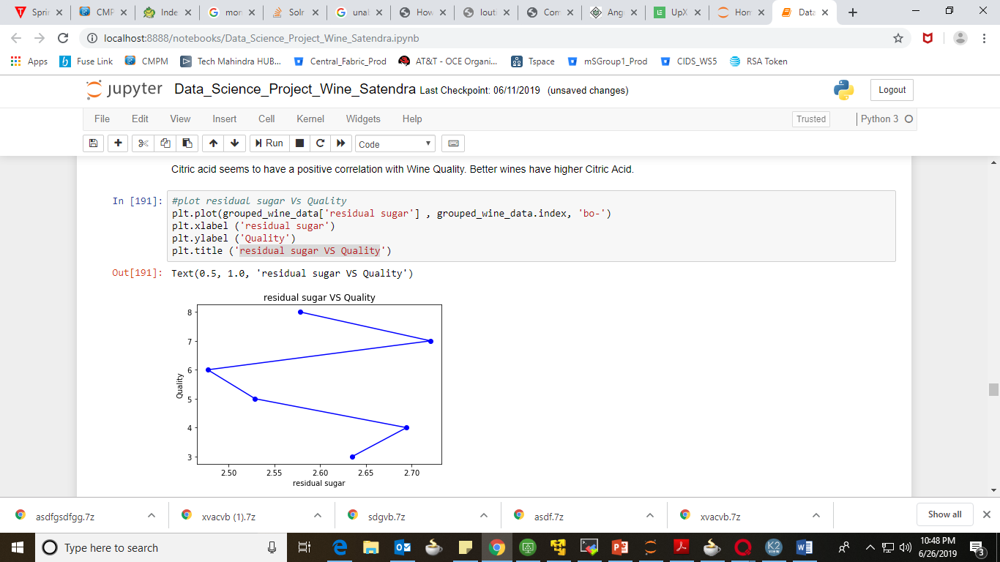 Sprin
CMP
Inde
mor
Solr
unal
How
lout
Com
Ang
UpX
Hom
Data
localhost:8888/notebooks/Data_Science_Project_Wine_Satendra.ipynb
Apps
Fuse Link
CMPM
Tech Mahindra HUB...
Central_Fabric_Prod
AT&T - OCE Organi...
Tspace
mSGroup1_Prod
CIDS_WS5
RSA Token
jupyter Data_Science_Project_Wine_Satendra Last Checkpoint: 06/11/2019 (unsaved changes)
Logout
File Edit View Insert Cell Kernel Widgets Help
Trusted
Python 3
Run
Code
Citric acid seems to have a positive correlation with Wine Quality. Better wines have higher Citric Acid.
In [191]:
#plot residual sugar Vs Quality
plt.plot(grouped_wine_data['residual sugar'] , grouped_wine_data.index, 'bo-')
plt.xlabel ('residual sugar')
plt.ylabel ('Quality')
plt.title ('residual sugar VS Quality')
Out[191]: Text(0.5, 1.0, 'residual sugar VS Quality')
residual sugar VS Quality
8
7
6
5
4
3
Quality
2.50 2.55 2.60 2.65 2.70
residual sugar
asdfgsdfgg.7z
xvacvb (1).7z
sdgvb.7z
asdf.7z
xvacvb.7z
Show all
Type here to search
10:48 PM
6/26/2019
3